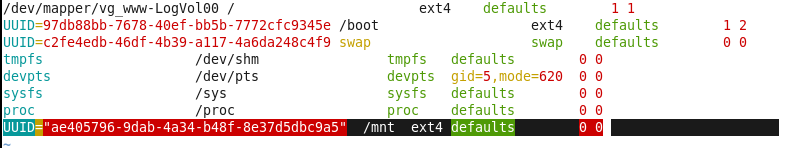 /dev/mapper/vg_www-LogVol00 / ext4 defaults 1 1
UUID=97db88bb-7678-40ef-bb5b-7772cfc9345e /boot ext4 defaults 1 2
UUID=c2fe4edb-46df-4b39-a117-4a6da248c4f9 swap swap defaults 0 0
tmpfs /dev/shm tmpfs defaults 0 0
devpts /dev/pts devpts gid=5,mode=620 0 0
sysfs /sys sysfs defaults 0 0
proc /proc proc defaults 0 0
UUID="ae405796-9dab-4a34-b48f-8e37d5dbc9a5" /mnt ext4 defaults 0 0
~